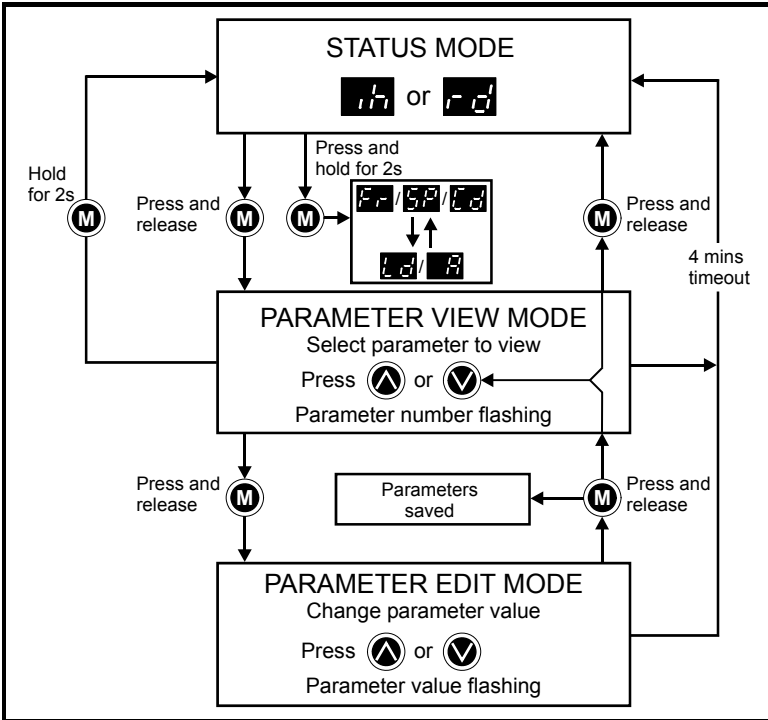 STATUS MODE
ih or rd
Hold
for 2s
M
Press and
release
M
Press and
hold for 2s
M
Fr / SP / Cd
Ld / A
M
Press and
release
4 mins
timeout
PARAMETER VIEW MODE
Select parameter to view
Press or
Parameter number flashing
Press and
release
M
Parameters
saved
M
Press and
release
PARAMETER EDIT MODE
Change parameter value
Press or
Parameter value flashing